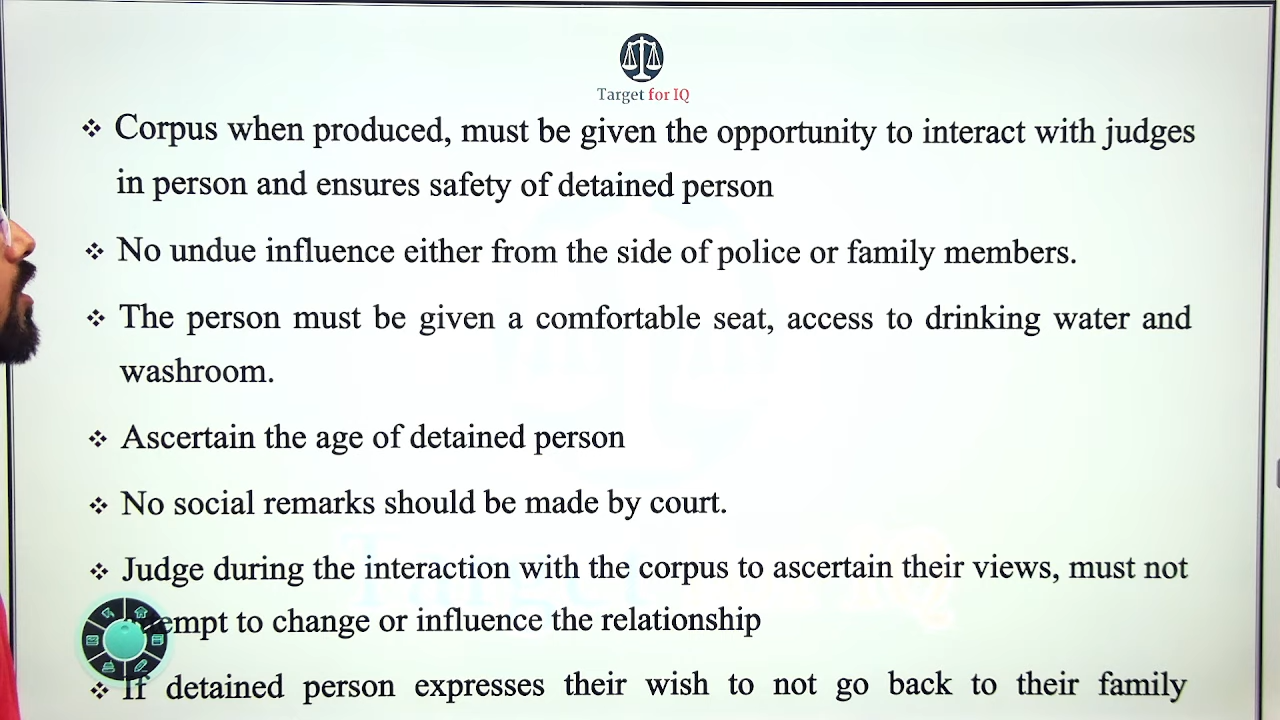 Target for IQ
❖ Corpus when produced, must be given the opportunity to interact with judges
in person and ensures safety of detained person
❖ No undue influence either from the side of police or family members.
❖ The person must be given a comfortable seat, access to drinking water and
washroom.
❖ Ascertain the age of detained person
❖ No social remarks should be made by court.
❖ Judge during the interaction with the corpus to ascertain their views, must not
empt to change or influence the relationship
❖ If detained person expresses their wish to not go back to their family